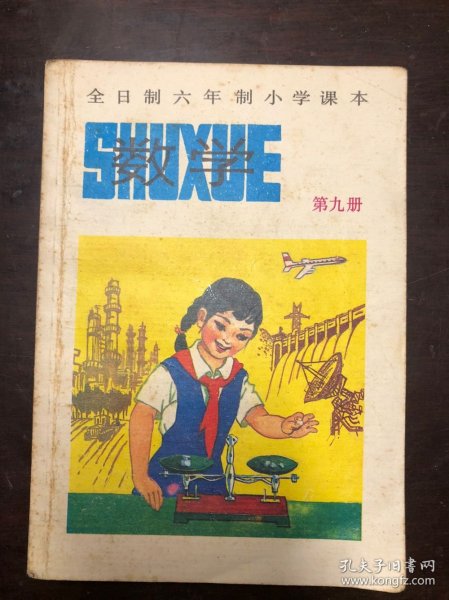 全日制六年制小学课本
SHUXUE
数学
第九册
孔夫子旧书网
www.kongfz.com